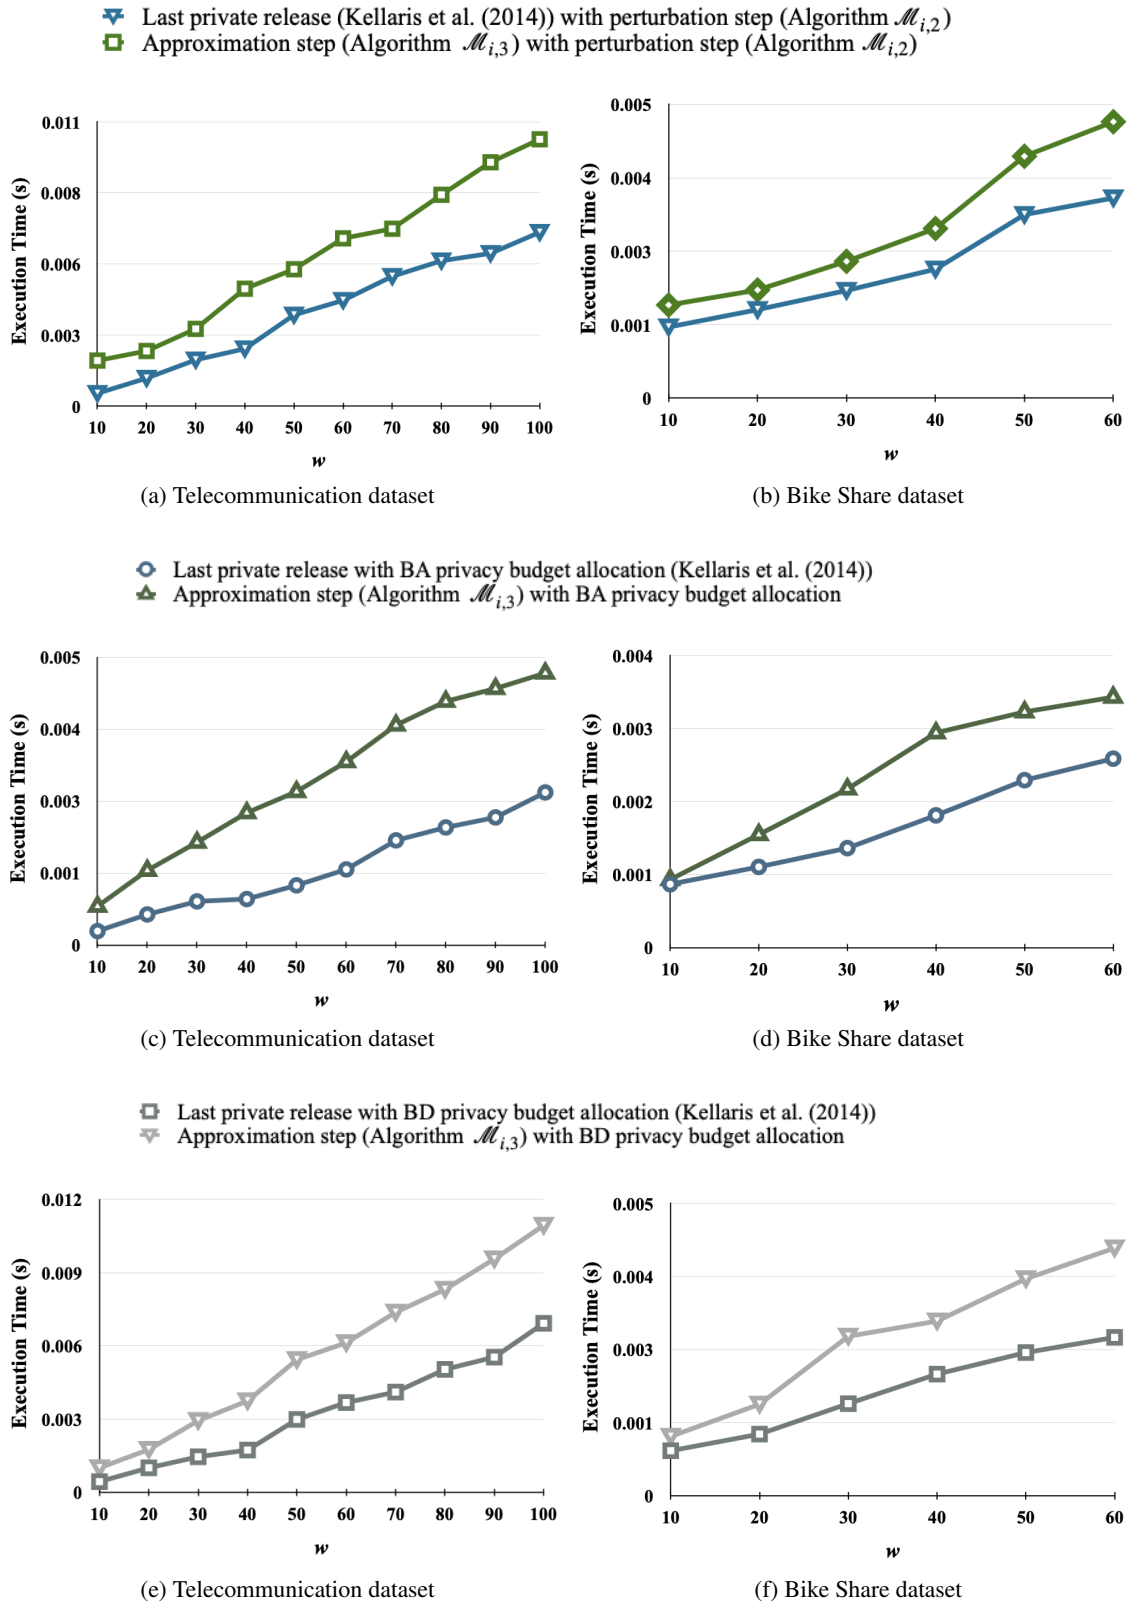 Last private release (Kellaris et al. (2014)) with perturbation step (Algorithm ℳi,2)
Approximation step (Algorithm ℳi,3) with perturbation step (Algorithm ℳi,2)
0.011
0.008
0.006
0.003
0
Execution Time (s)
10 20 30 40 50 60 70 80 90 100
w
(a) Telecommunication dataset
0.005
0.004
0.003
0.001
0
Execution Time (s)
10 20 30 40 50 60
w
(b) Bike Share dataset
Last private release with BA privacy budget allocation (Kellaris et al. (2014))
Approximation step (Algorithm ℳi,3) with BA privacy budget allocation
0.005
0.004
0.003
0.001
0
Execution Time (s)
10 20 30 40 50 60 70 80 90 100
w
(c) Telecommunication dataset
0.004
0.003
0.002
0.001
0
Execution Time (s)
10 20 30 40 50 60
w
(d) Bike Share dataset
Last private release with BD privacy budget allocation (Kellaris et al. (2014))
Approximation step (Algorithm ℳi,3) with BD privacy budget allocation
0.012
0.009
0.006
0.003
0
Execution Time (s)
10 20 30 40 50 60 70 80 90 100
w
(e) Telecommunication dataset
0.005
0.004
0.003
0.001
0
Execution Time (s)
10 20 30 40 50 60
w
(f) Bike Share dataset